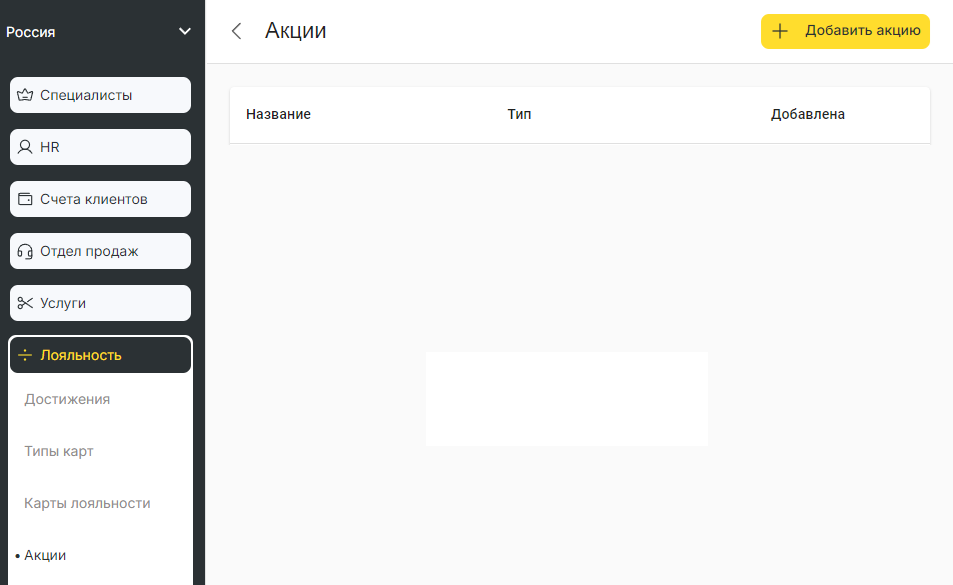 Россия
Специалисты
HR
Счета клиентов
Отдел продаж
Услуги
Лояльность
Достижения
Типы карт
Карты лояльности
• Акции
Акции
Добавить акцию
Название Тип Добавлена